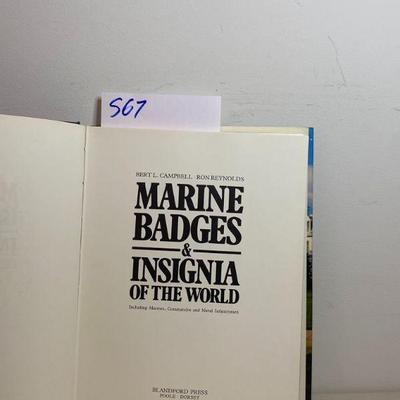 S67
BERT L. CAMPBELL · RON REYNOLDS
MARINE
BADGES
&
INSIGNIA
OF THE WORLD
Including Marines, Commandos and Naval Infantrymen
BLANDFORD PRESS
POOLE · DORSET